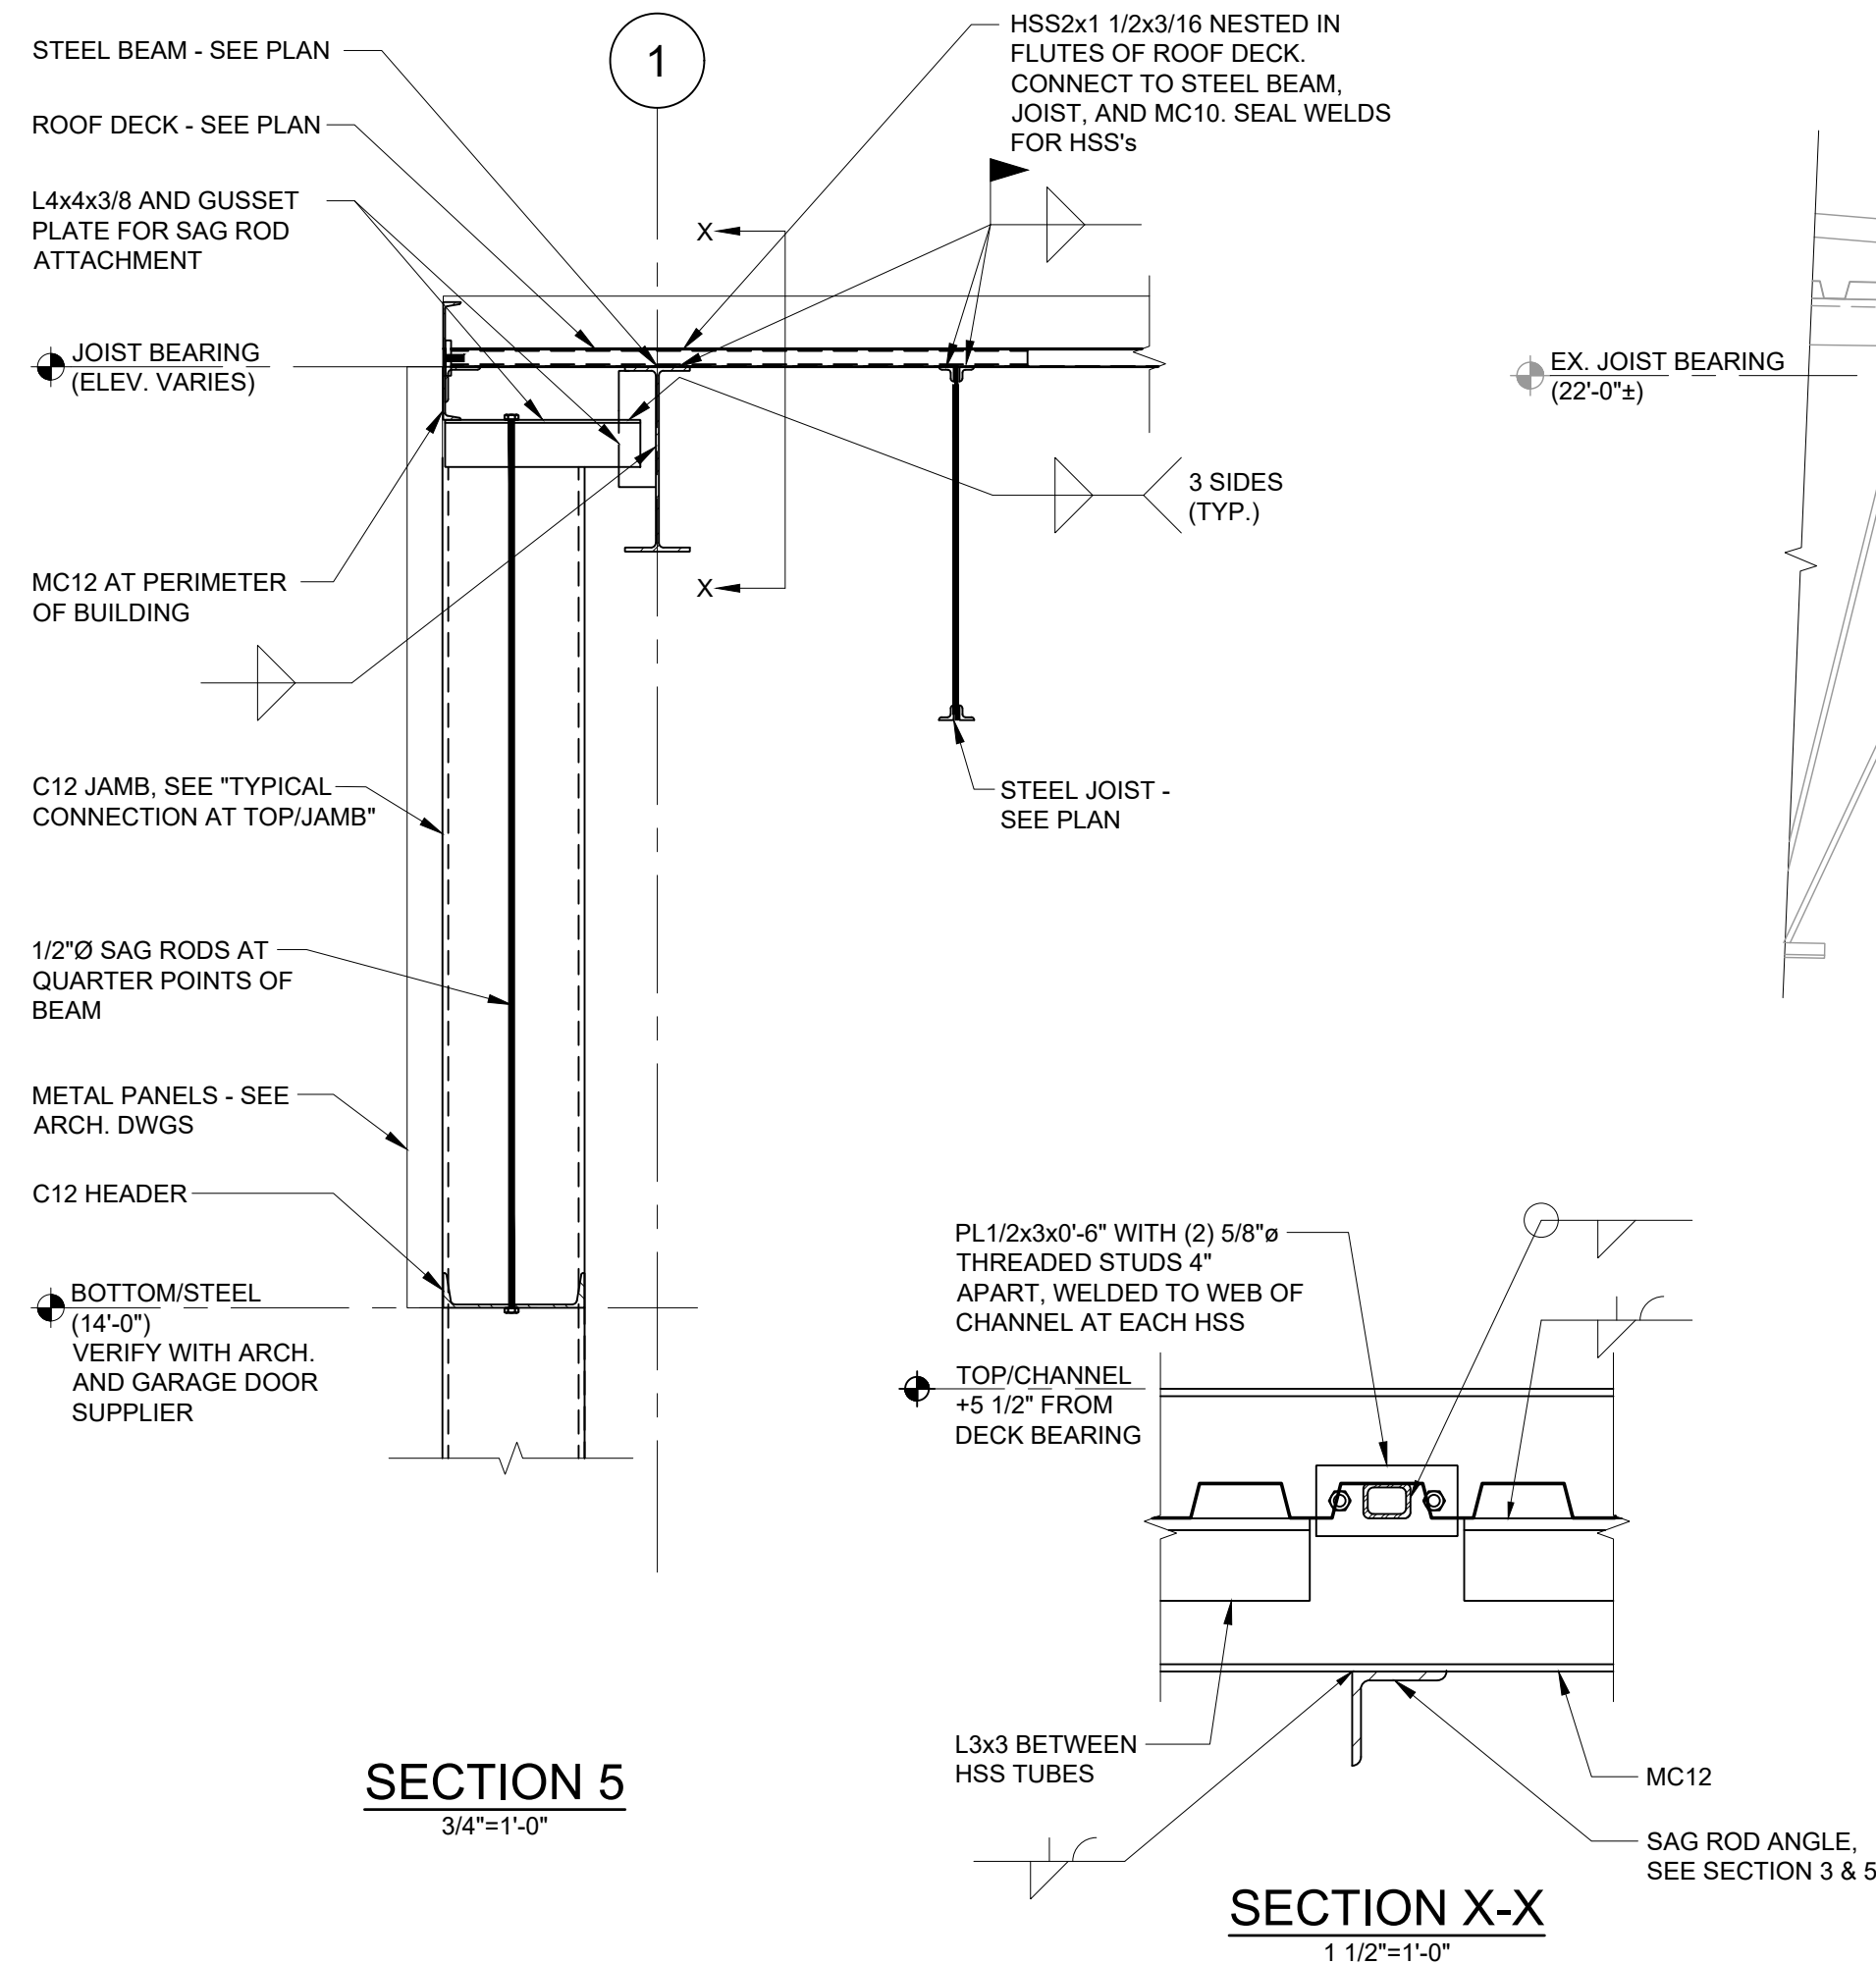 STEEL BEAM - SEE PLAN
ROOF DECK - SEE PLAN
L4x4x3/8 AND GUSSET
PLATE FOR SAG ROD
ATTACHMENT
JOIST BEARING
(ELEV. VARIES)
MC12 AT PERIMETER
OF BUILDING
C12 JAMB, SEE "TYPICAL
CONNECTION AT TOP/JAMB"
1/2"Ø SAG RODS AT
QUARTER POINTS OF
BEAM
METAL PANELS - SEE
ARCH. DWGS
C12 HEADER
BOTTOM/STEEL
(14'-0")
VERIFY WITH ARCH.
AND GARAGE DOOR
SUPPLIER
1
HSS2x1 1/2x3/16 NESTED IN
FLUTES OF ROOF DECK.
CONNECT TO STEEL BEAM,
JOIST, AND MC10. SEAL WELDS
FOR HSS's
X
X
3 SIDES
(TYP.)
STEEL JOIST -
SEE PLAN
SECTION 5
3/4"=1'-0"
EX. JOIST BEARING
(22'-0"±)
PL1/2x3x0'-6" WITH (2) 5/8"ø
THREADED STUDS 4"
APART, WELDED TO WEB OF
CHANNEL AT EACH HSS
TOP/CHANNEL
+5 1/2" FROM
DECK BEARING
L3x3 BETWEEN
HSS TUBES
MC12
SAG ROD ANGLE,
SEE SECTION 3 & 5
SECTION X-X
1 1/2"=1'-0"